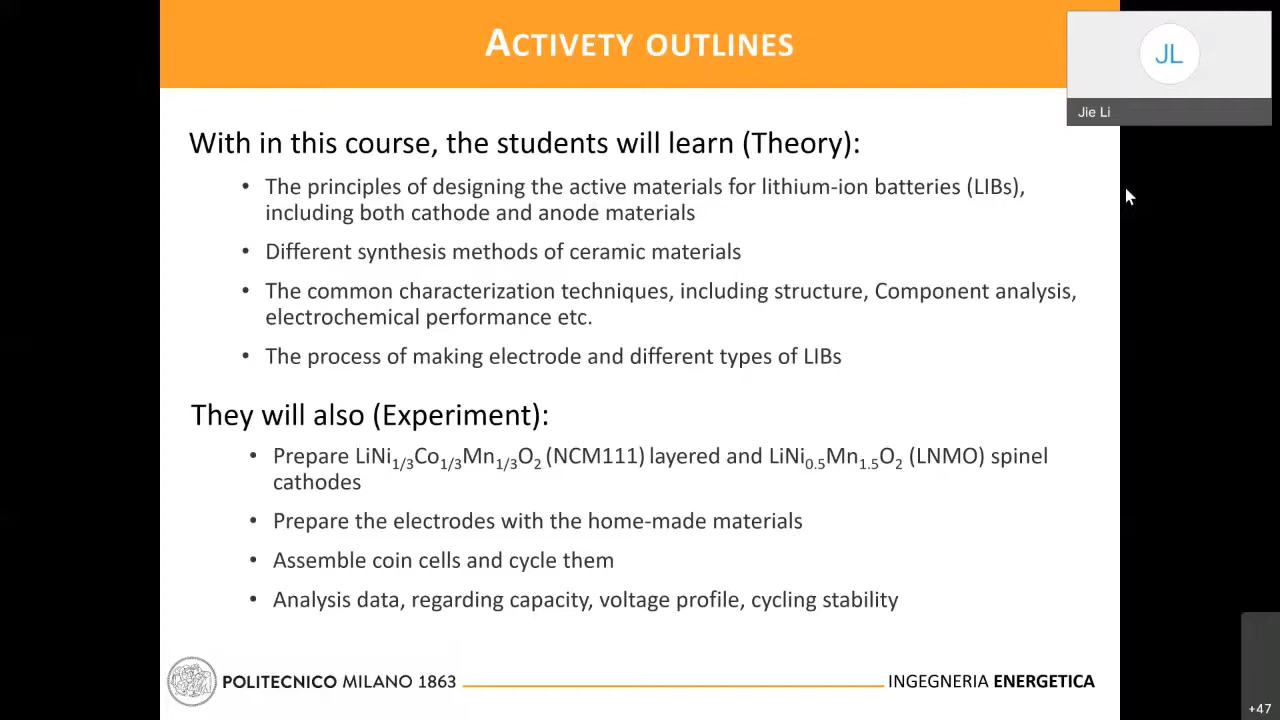 ACTIVETY OUTLINES
JL
Jie Li
With in this course, the students will learn (Theory):
• The principles of designing the active materials for lithium-ion batteries (LIBs),
including both cathode and anode materials
• Different synthesis methods of ceramic materials
• The common characterization techniques, including structure, Component analysis,
electrochemical performance etc.
• The process of making electrode and different types of LIBs
They will also (Experiment):
• Prepare LiNi1/3Co1/3Mn1/3O2 (NCM111) layered and LiNi0.5Mn1.5O2 (LNMO) spinel
cathodes
• Prepare the electrodes with the home-made materials
• Assemble coin cells and cycle them
• Analysis data, regarding capacity, voltage profile, cycling stability
POLITECNICO MILANO 1863
INGEGNERIA ENERGETICA
+47